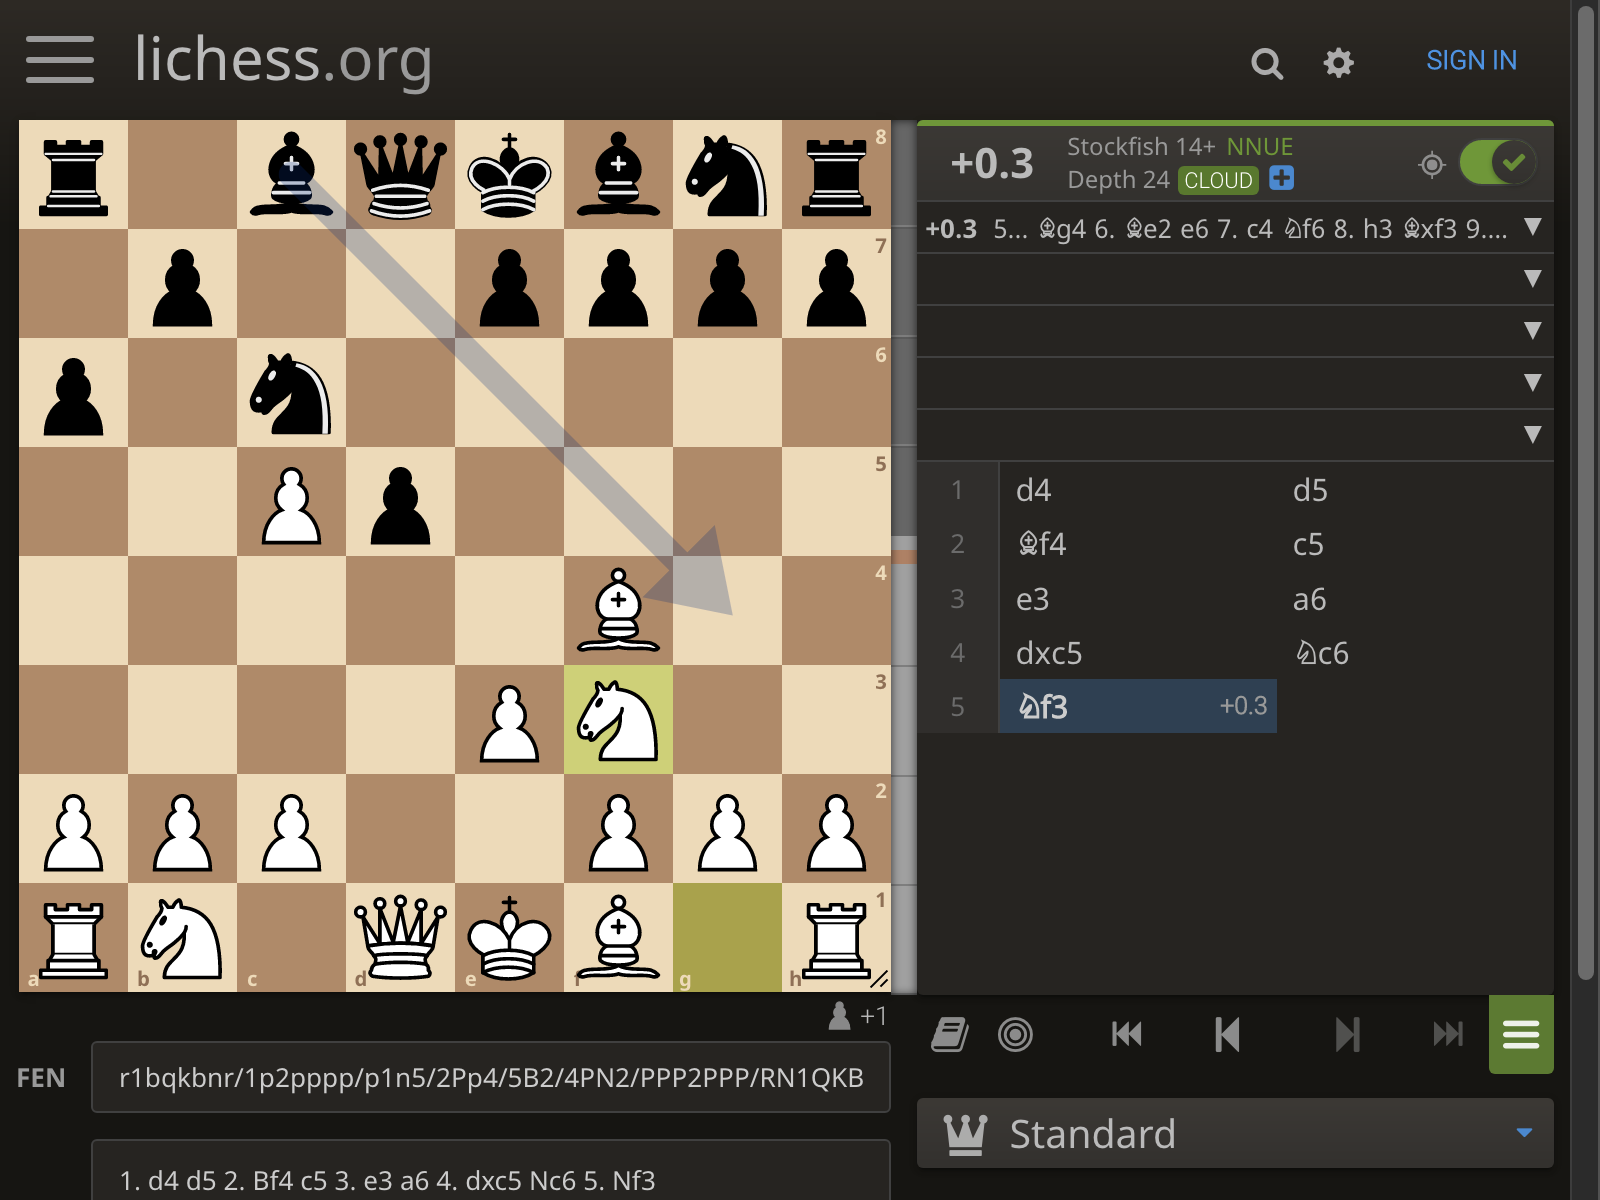 lichess.org
SIGN IN
8
7
6
5
4
3
2
1
a b c d e f g h
+1
+0.3
Stockfish 14+ NNUE
Depth 24 CLOUD
+0.3 5... ♗g4 6. ♗e2 e6 7. c4 ♘f6 8. h3 ♗xf3 9....
1 d4 d5
2 ♗f4 c5
3 e3 a6
4 dxc5 ♘c6
5 ♘f3 +0.3
FEN r1bqkbnr/1p2pppp/p1n5/2Pp4/5B2/4PN2/PPP2PPP/RN1QKB
Standard
1. d4 d5 2. Bf4 c5 3. e3 a6 4. dxc5 Nc6 5. Nf3